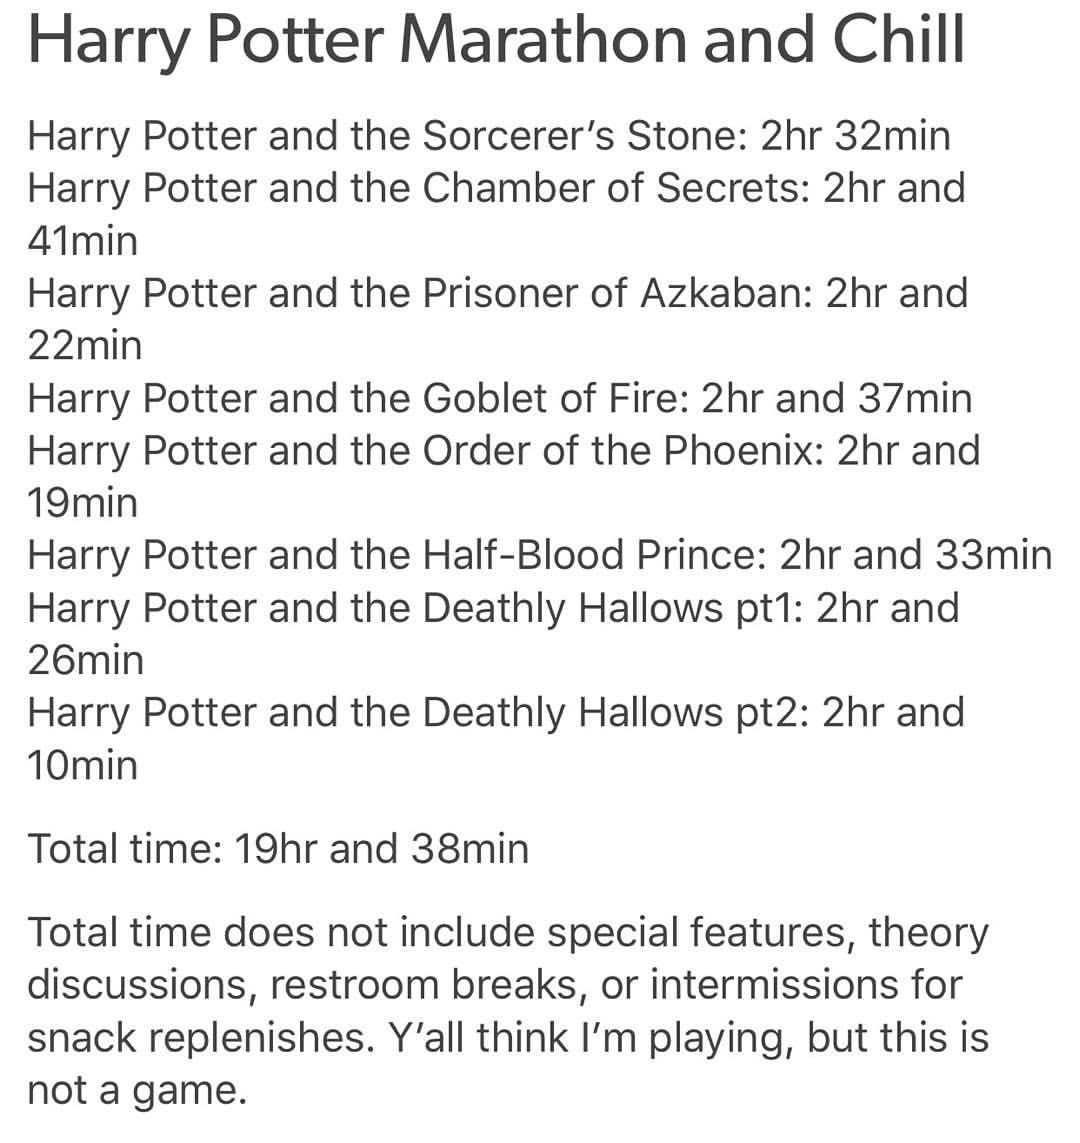 Harry Potter Marathon and Chill
Harry Potter and the Sorcerer’s Stone: 2hr 32min
Harry Potter and the Chamber of Secrets: 2hr and
41min
Harry Potter and the Prisoner of Azkaban: 2hr and
22min
Harry Potter and the Goblet of Fire: 2hr and 37min
Harry Potter and the Order of the Phoenix: 2hr and
19min
Harry Potter and the Half-Blood Prince: 2hr and 33min
Harry Potter and the Deathly Hallows pt1: 2hr and
26min
Harry Potter and the Deathly Hallows pt2: 2hr and
10min
Total time: 19hr and 38min
Total time does not include special features, theory
discussions, restroom breaks, or intermissions for
snack replenishes. Y’all think I’m playing, but this is
not a game.